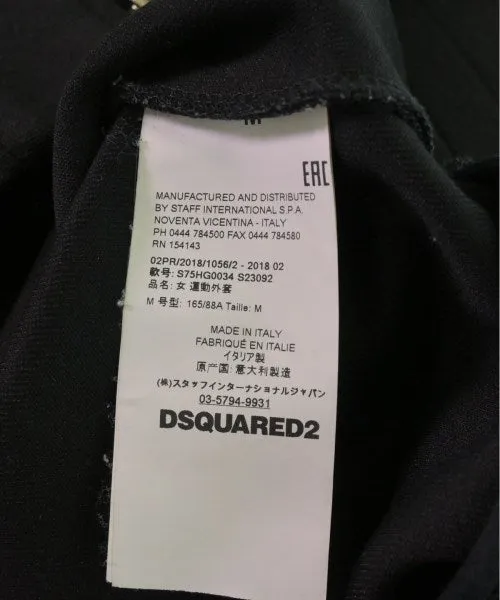 M
EAC
MANUFACTURED AND DISTRIBUTED
BY STAFF INTERNATIONAL S.P.A.
NOVENTA VICENTINA - ITALY
PH 0444 784500 FAX 0444 784580
RN 154143
02PR/2018/1056/2 - 2018 02
款号: S75HG0034 S23092
品名: 女 運動外套
M 号型: 165/88A Taille: M
MADE IN ITALY
FABRIQUÉ EN ITALIE
イタリア製
原产国: 意大利製造
(株)スタッフインターナショナルジャパン
03-5794-9931
DSQUARED2